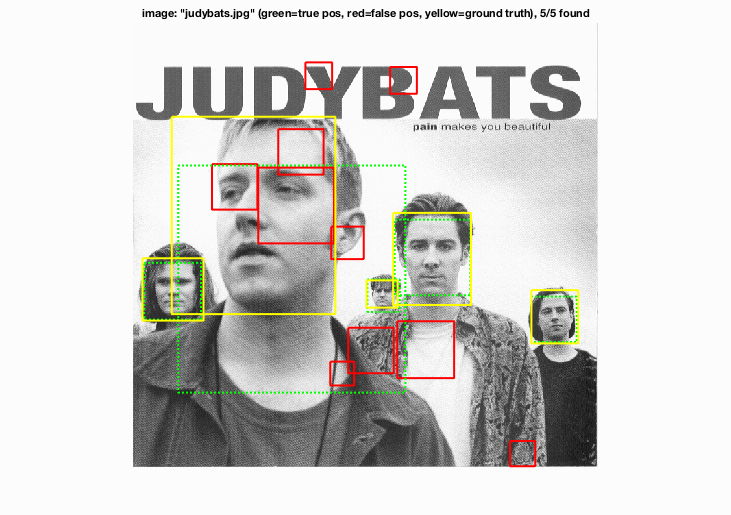 image: "judybats.jpg" (green=true pos, red=false pos, yellow=ground truth), 5/5 found
JUDYBATS
pain makes you beautiful